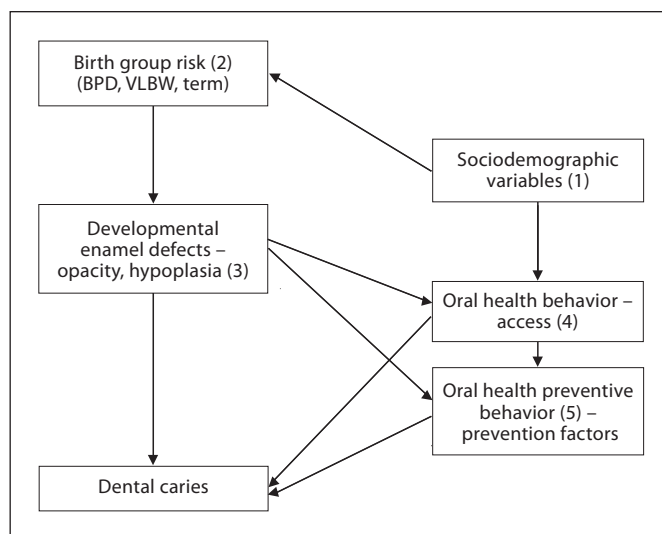 Birth group risk (2)
(BPD, VLBW, term)
Sociodemographic
variables (1)
Developmental
enamel defects –
opacity, hypoplasia (3)
Oral health behavior –
access (4)
Oral health preventive
behavior (5) –
prevention factors
Dental caries